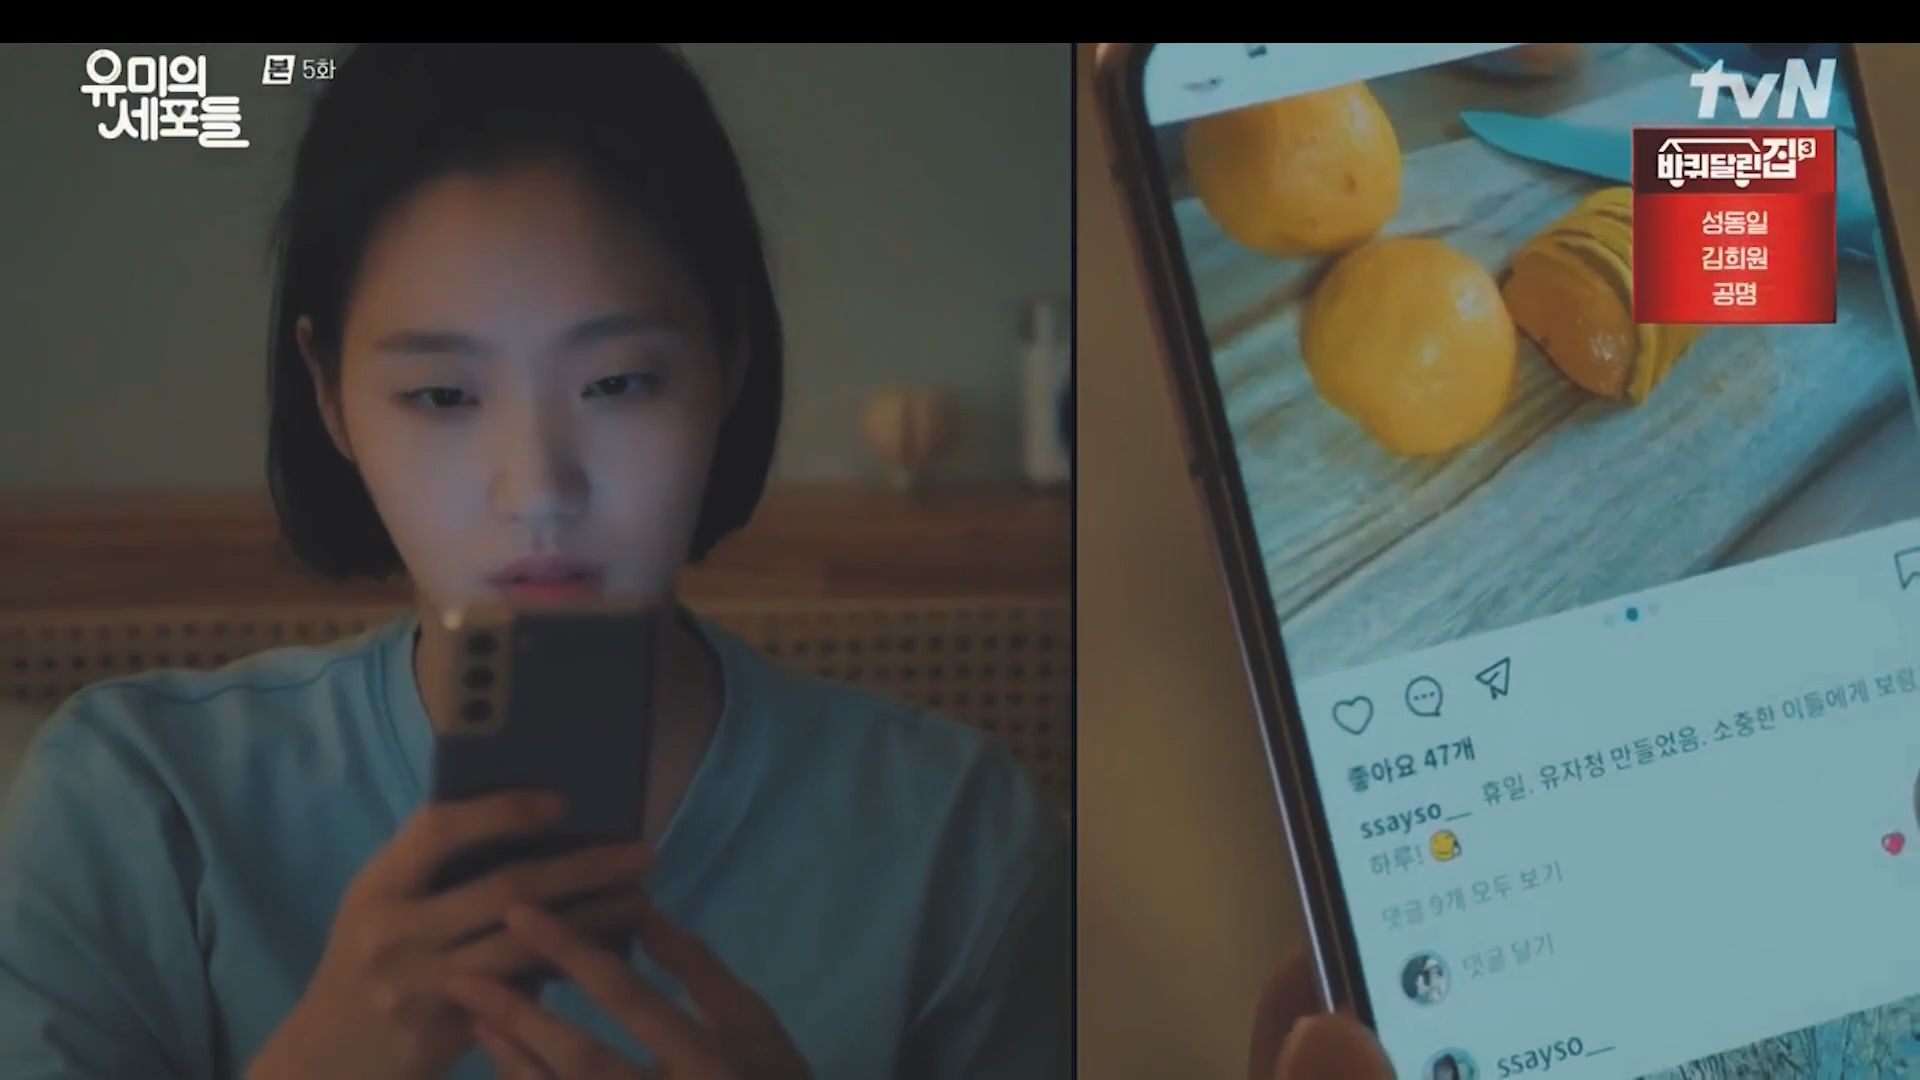 유미의
세포들
본 5화
tvN
바퀴달린집3
성동일
김희원
공명
좋아요 47개
ssayso__ 휴일. 유자청 만들었음. 소중한 이들에게 보람
하루!
댓글 9개 모두 보기
댓글 달기
ssayso__